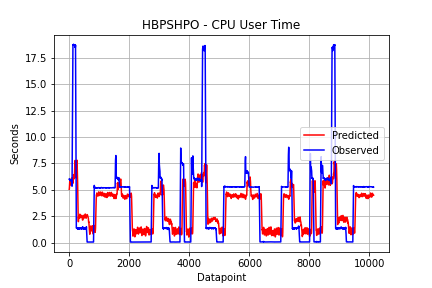 HBPSHPO - CPU User Time
17.5
15.0
12.5
10.0
7.5
5.0
2.5
0.0
Seconds
Predicted
Observed
0 2000 4000 6000 8000 10000
Datapoint